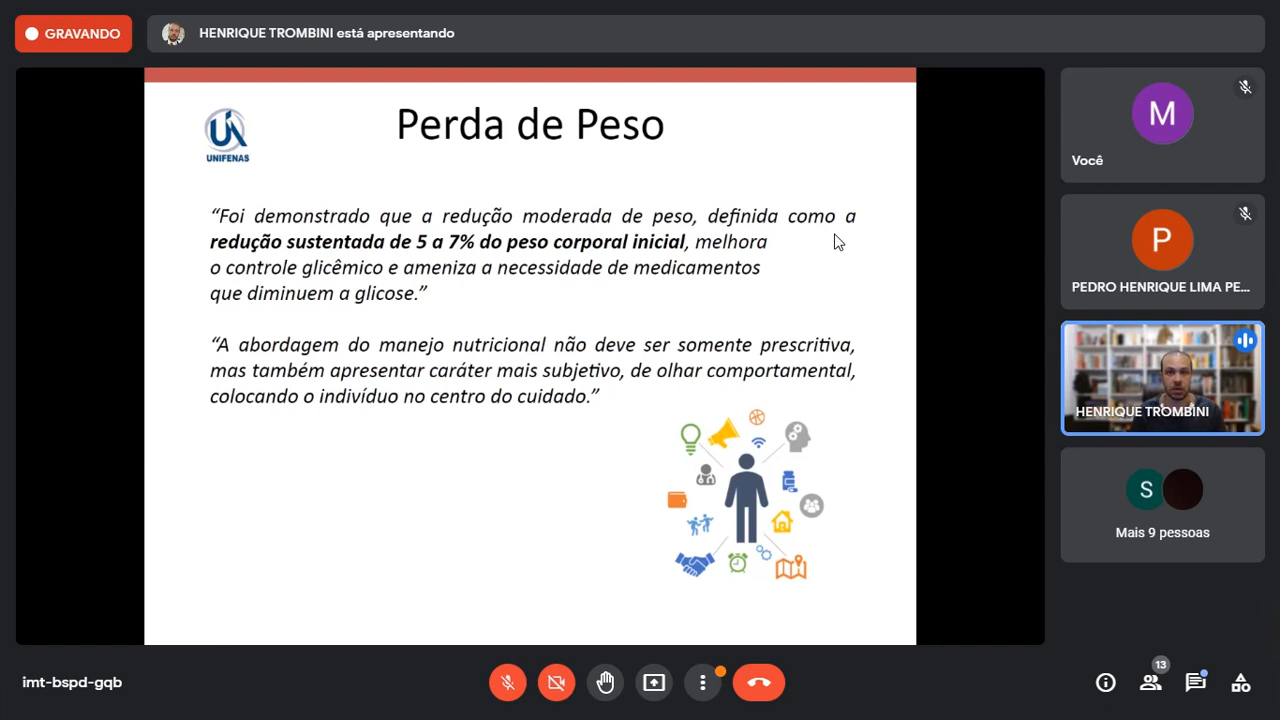 GRAVANDO
HENRIQUE TROMBINI está apresentando
UNIFENAS
Perda de Peso
“Foi demonstrado que a redução moderada de peso, definida como a
redução sustentada de 5 a 7% do peso corporal inicial, melhora
o controle glicêmico e ameniza a necessidade de medicamentos
que diminuem a glicose.”
“A abordagem do manejo nutricional não deve ser somente prescritiva,
mas também apresentar caráter mais subjetivo, de olhar comportamental,
colocando o indivíduo no centro do cuidado.”
M
Você
P
PEDRO HENRIQUE LIMA PE...
HENRIQUE TROMBINI
S
Mais 9 pessoas
imt-bspd-gqb
13